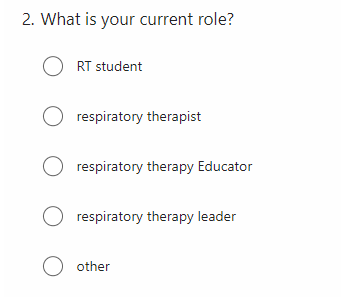 2. What is your current role?
RT student
respiratory therapist
respiratory therapy Educator
respiratory therapy leader
other